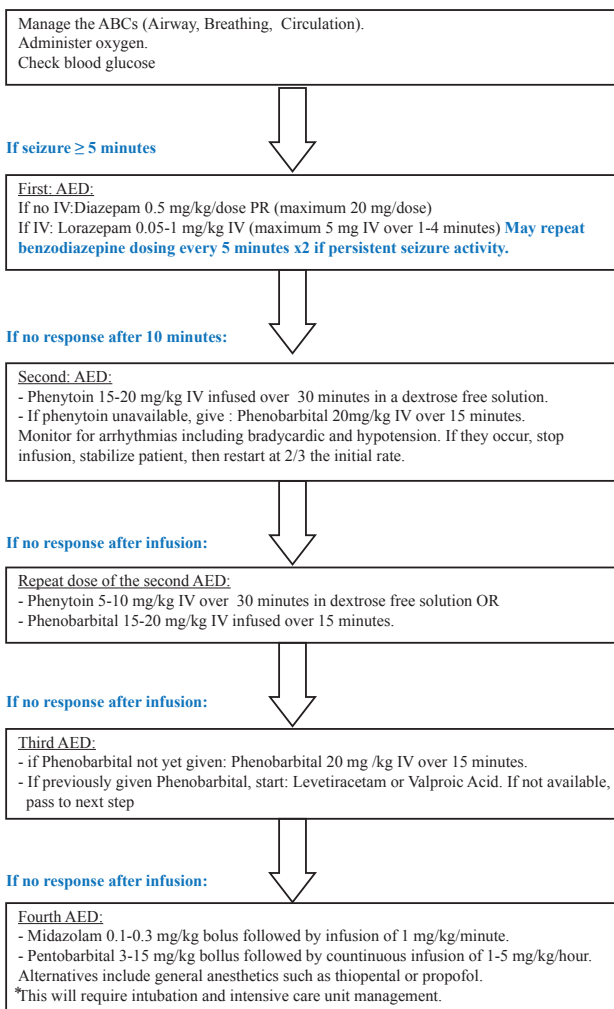 Manage the ABCs (Airway, Breathing, Circulation).
Administer oxygen.
Check blood glucose
If seizure ≥ 5 minutes
First: AED:
If no IV:Diazepam 0.5 mg/kg/dose PR (maximum 20 mg/dose)
If IV: Lorazepam 0.05-1 mg/kg IV (maximum 5 mg IV over 1-4 minutes) May repeat
benzodiazepine dosing every 5 minutes x2 if persistent seizure activity.
If no response after 10 minutes:
Second: AED:
- Phenytoin 15-20 mg/kg IV infused over 30 minutes in a dextrose free solution.
- If phenytoin unavailable, give : Phenobarbital 20mg/kg IV over 15 minutes.
Monitor for arrhythmias including bradycardic and hypotension. If they occur, stop
infusion, stabilize patient, then restart at 2/3 the initial rate.
If no response after infusion:
Repeat dose of the second AED:
- Phenytoin 5-10 mg/kg IV over 30 minutes in dextrose free solution OR
- Phenobarbital 15-20 mg/kg IV infused over 15 minutes.
If no response after infusion:
Third AED:
- if Phenobarbital not yet given: Phenobarbital 20 mg /kg IV over 15 minutes.
- If previously given Phenobarbital, start: Levetiracetam or Valproic Acid. If not available,
pass to next step
If no response after infusion:
Fourth AED:
- Midazolam 0.1-0.3 mg/kg bolus followed by infusion of 1 mg/kg/minute.
- Pentobarbital 3-15 mg/kg bollus followed by countinuous infusion of 1-5 mg/kg/hour.
Alternatives include general anesthetics such as thiopental or propofol.
*This will require intubation and intensive care unit management.